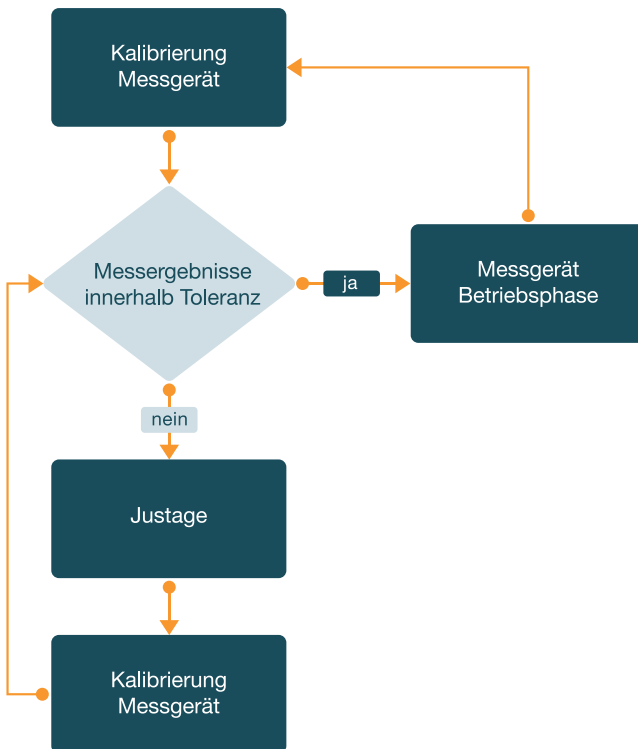 Kalibrierung
Messgerät
Messergebnisse
innerhalb Toleranz
ja
Messgerät
Betriebsphase
nein
Justage
Kalibrierung
Messgerät